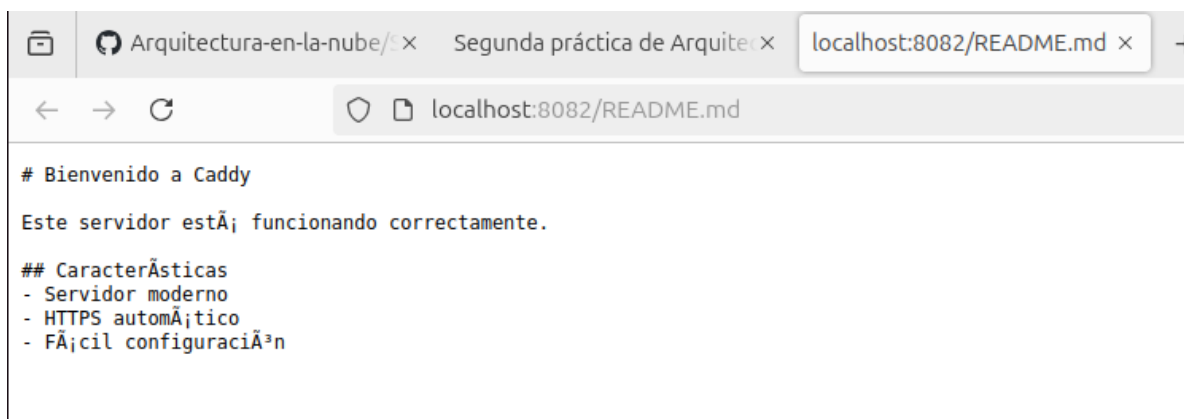 Arquitectura-en-la-nube/S
Segunda práctica de Arquitec
localhost:8082/README.md
localhost:8082/README.md
# Bienvenido a Caddy
Este servidor estÃ¡ funcionando correctamente.
## CaracterÃsticas
- Servidor moderno
- HTTPS automÃ¡tico
- FÃ¡cil configuraciÃ³n